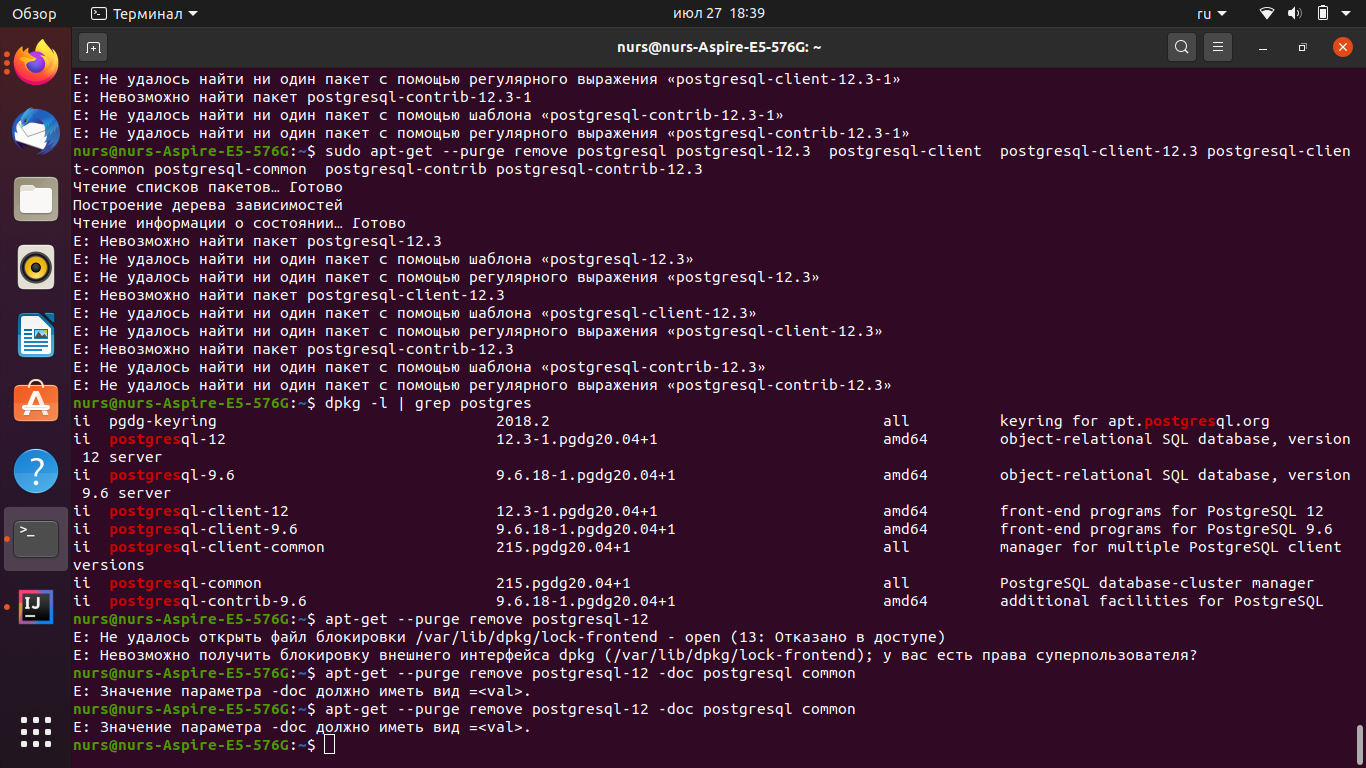 Обзор
Терминал
июл 27 18:39
ru
nurs@nurs-Aspire-E5-576G: ~
E: Не удалось найти ни один пакет с помощью регулярного выражения «postgresql-client-12.3-1»
E: Невозможно найти пакет postgresql-contrib-12.3-1
E: Не удалось найти ни один пакет с помощью шаблона «postgresql-contrib-12.3-1»
E: Не удалось найти ни один пакет с помощью регулярного выражения «postgresql-contrib-12.3-1»
nurs@nurs-Aspire-E5-576G:~$ sudo apt-get --purge remove postgresql postgresql-12.3  postgresql-client  postgresql-client-12.3 postgresql-clien
t-common postgresql-common  postgresql-contrib postgresql-contrib-12.3
Чтение списков пакетов… Готово
Построение дерева зависимостей
Чтение информации о состоянии… Готово
E: Невозможно найти пакет postgresql-12.3
E: Не удалось найти ни один пакет с помощью шаблона «postgresql-12.3»
E: Не удалось найти ни один пакет с помощью регулярного выражения «postgresql-12.3»
E: Невозможно найти пакет postgresql-client-12.3
E: Не удалось найти ни один пакет с помощью шаблона «postgresql-client-12.3»
E: Не удалось найти ни один пакет с помощью регулярного выражения «postgresql-client-12.3»
E: Невозможно найти пакет postgresql-contrib-12.3
E: Не удалось найти ни один пакет с помощью шаблона «postgresql-contrib-12.3»
E: Не удалось найти ни один пакет с помощью регулярного выражения «postgresql-contrib-12.3»
nurs@nurs-Aspire-E5-576G:~$ dpkg -l | grep postgres
ii  pgdg-keyring 2018.2 all keyring for apt.postgresql.org
ii  postgresql-12 12.3-1.pgdg20.04+1 amd64 object-relational SQL database, version
12 server
ii  postgresql-9.6 9.6.18-1.pgdg20.04+1 amd64 object-relational SQL database, version
9.6 server
ii  postgresql-client-12 12.3-1.pgdg20.04+1 amd64 front-end programs for PostgreSQL 12
ii  postgresql-client-9.6 9.6.18-1.pgdg20.04+1 amd64 front-end programs for PostgreSQL 9.6
ii  postgresql-client-common 215.pgdg20.04+1 all manager for multiple PostgreSQL client
versions
ii  postgresql-common 215.pgdg20.04+1 all PostgreSQL database-cluster manager
ii  postgresql-contrib-9.6 9.6.18-1.pgdg20.04+1 amd64 additional facilities for PostgreSQL
nurs@nurs-Aspire-E5-576G:~$ apt-get --purge remove postgresql-12
E: Не удалось открыть файл блокировки /var/lib/dpkg/lock-frontend - open (13: Отказано в доступе)
E: Невозможно получить блокировку внешнего интерфейса dpkg (/var/lib/dpkg/lock-frontend); у вас есть права суперпользователя?
nurs@nurs-Aspire-E5-576G:~$ apt-get --purge remove postgresql-12 -doc postgresql common
E: Значение параметра -doc должно иметь вид =<val>.
nurs@nurs-Aspire-E5-576G:~$ apt-get --purge remove postgresql-12 -doc postgresql common
E: Значение параметра -doc должно иметь вид =<val>.
nurs@nurs-Aspire-E5-576G:~$